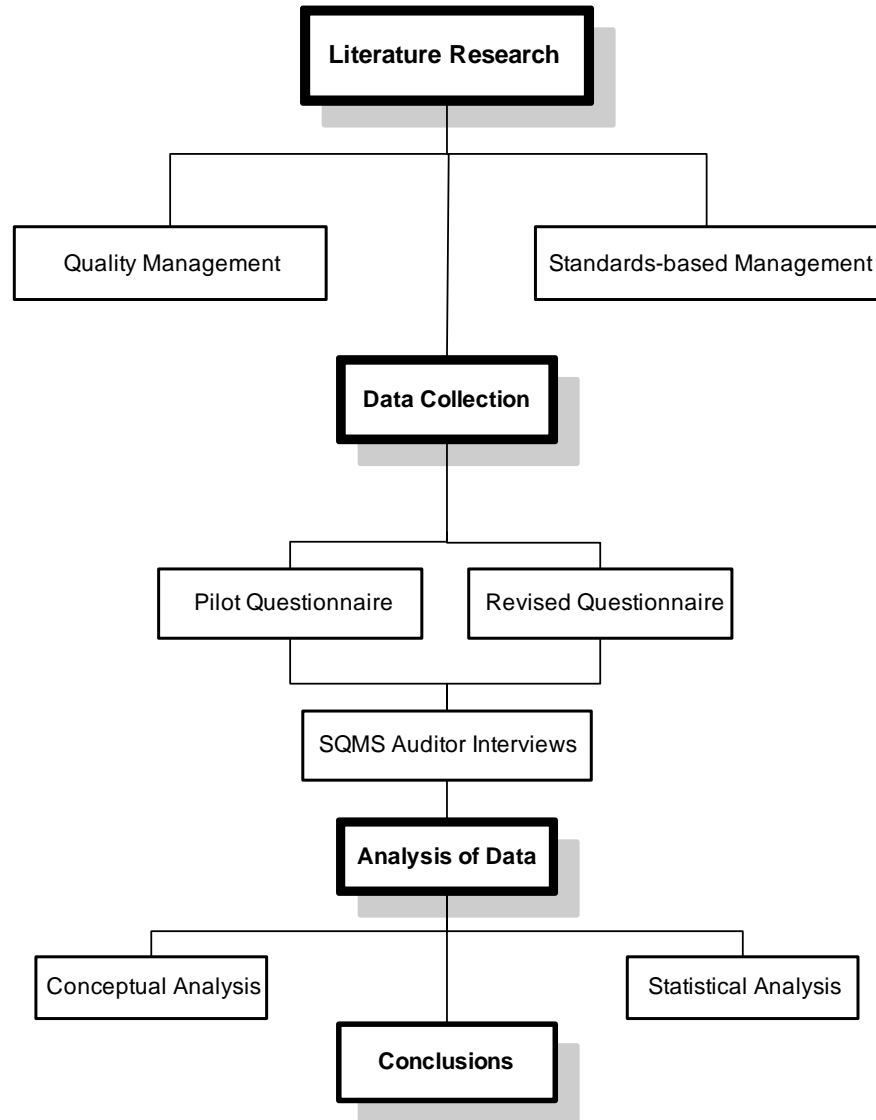 Literature Research
Quality Management
Standards-based Management
Data Collection
Pilot Questionnaire
Revised Questionnaire
SQMS Auditor Interviews
Analysis of Data
Conceptual Analysis
Statistical Analysis
Conclusions